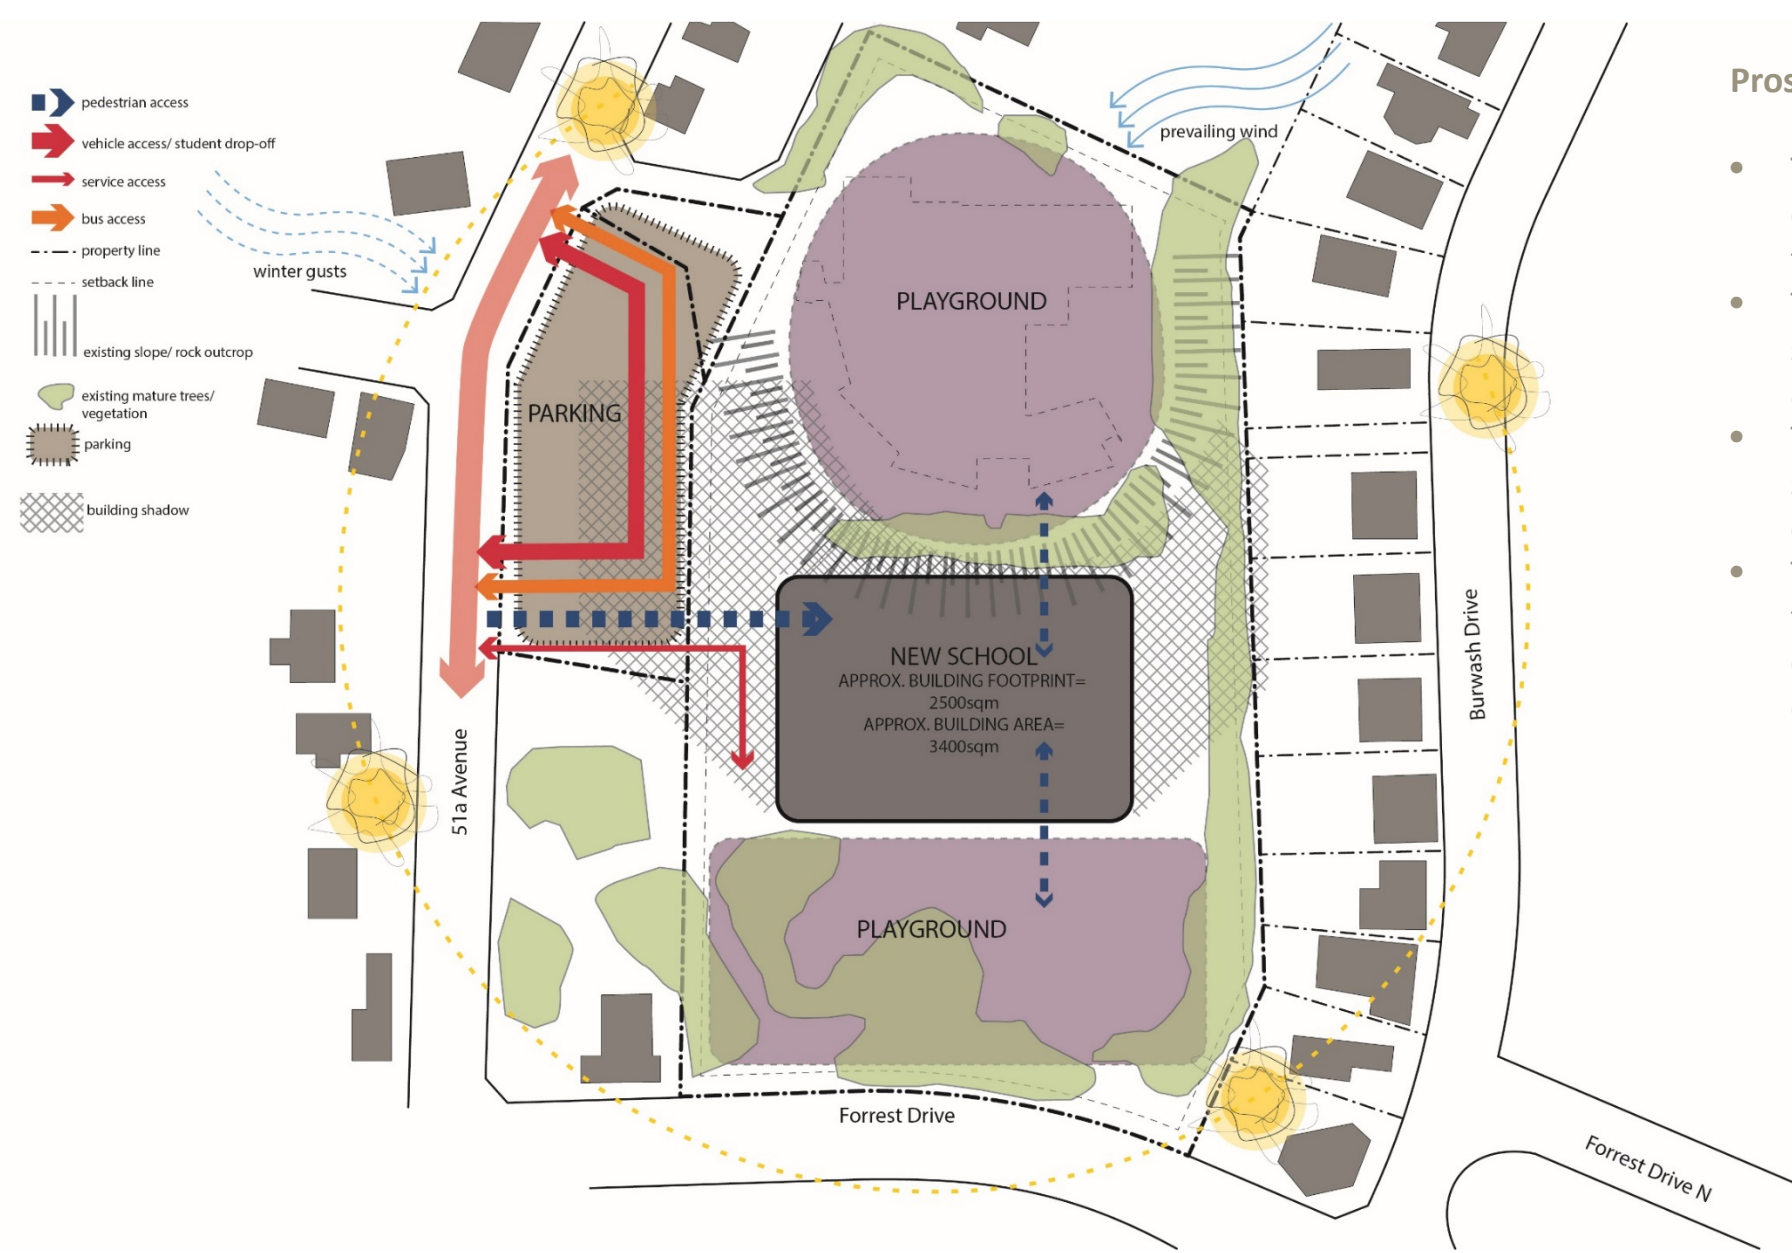 pedestrian access
vehicle access/ student drop-off
service access
bus access
property line
setback line
existing slope/ rock outcrop
existing mature trees/
vegetation
parking
building shadow
winter gusts
prevailing wind
PLAYGROUND
PARKING
NEW SCHOOL
APPROX. BUILDING FOOTPRINT=
2500sqm
APPROX. BUILDING AREA=
3400sqm
PLAYGROUND
51a Avenue
Burwash Drive
Forrest Drive
Forrest Drive N
Pros